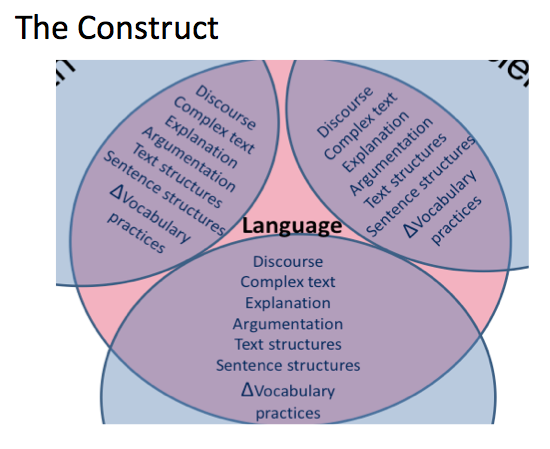 The Construct
Discourse
Complex text
Explanation
Argumentation
Text structures
Sentence structures
ΔVocabulary
practices
Discourse
Complex text
Explanation
Argumentation
Text structures
Sentence structures
ΔVocabulary
practices
Language
Discourse
Complex text
Explanation
Argumentation
Text structures
Sentence structures
ΔVocabulary
practices